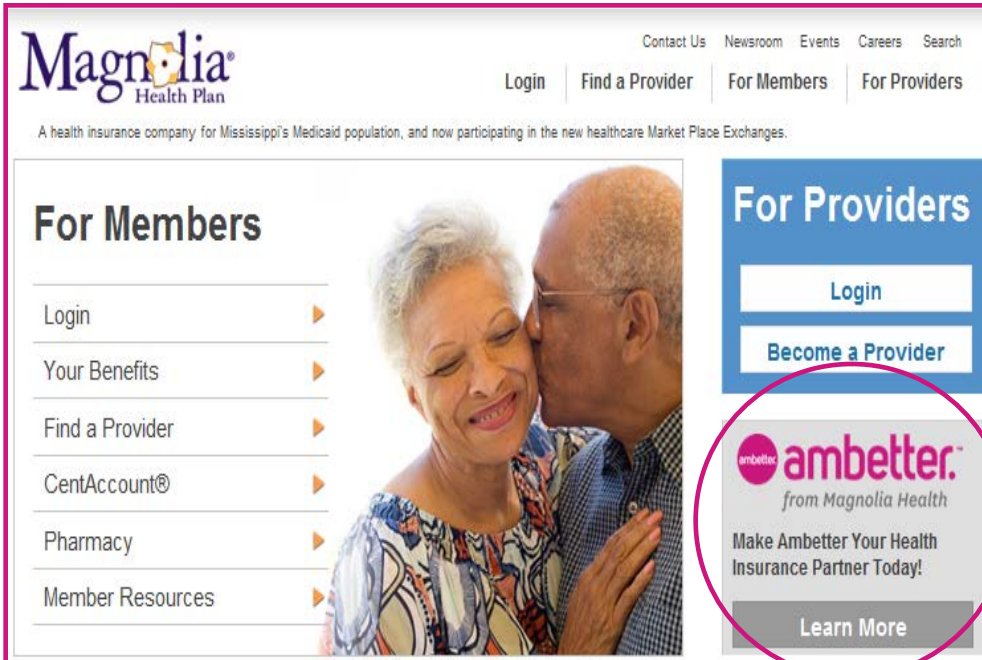 Magnolia®
Health Plan
Contact Us Newsroom Events Careers Search
Login Find a Provider For Members For Providers
A health insurance company for Mississippi's Medicaid population, and now participating in the new healthcare Market Place Exchanges.
For Members
Login
Your Benefits
Find a Provider
CentAccount®
Pharmacy
Member Resources
For Providers
Login
Become a Provider
ambetter
ambetter.™
from Magnolia Health
Make Ambetter Your Health
Insurance Partner Today!
Learn More